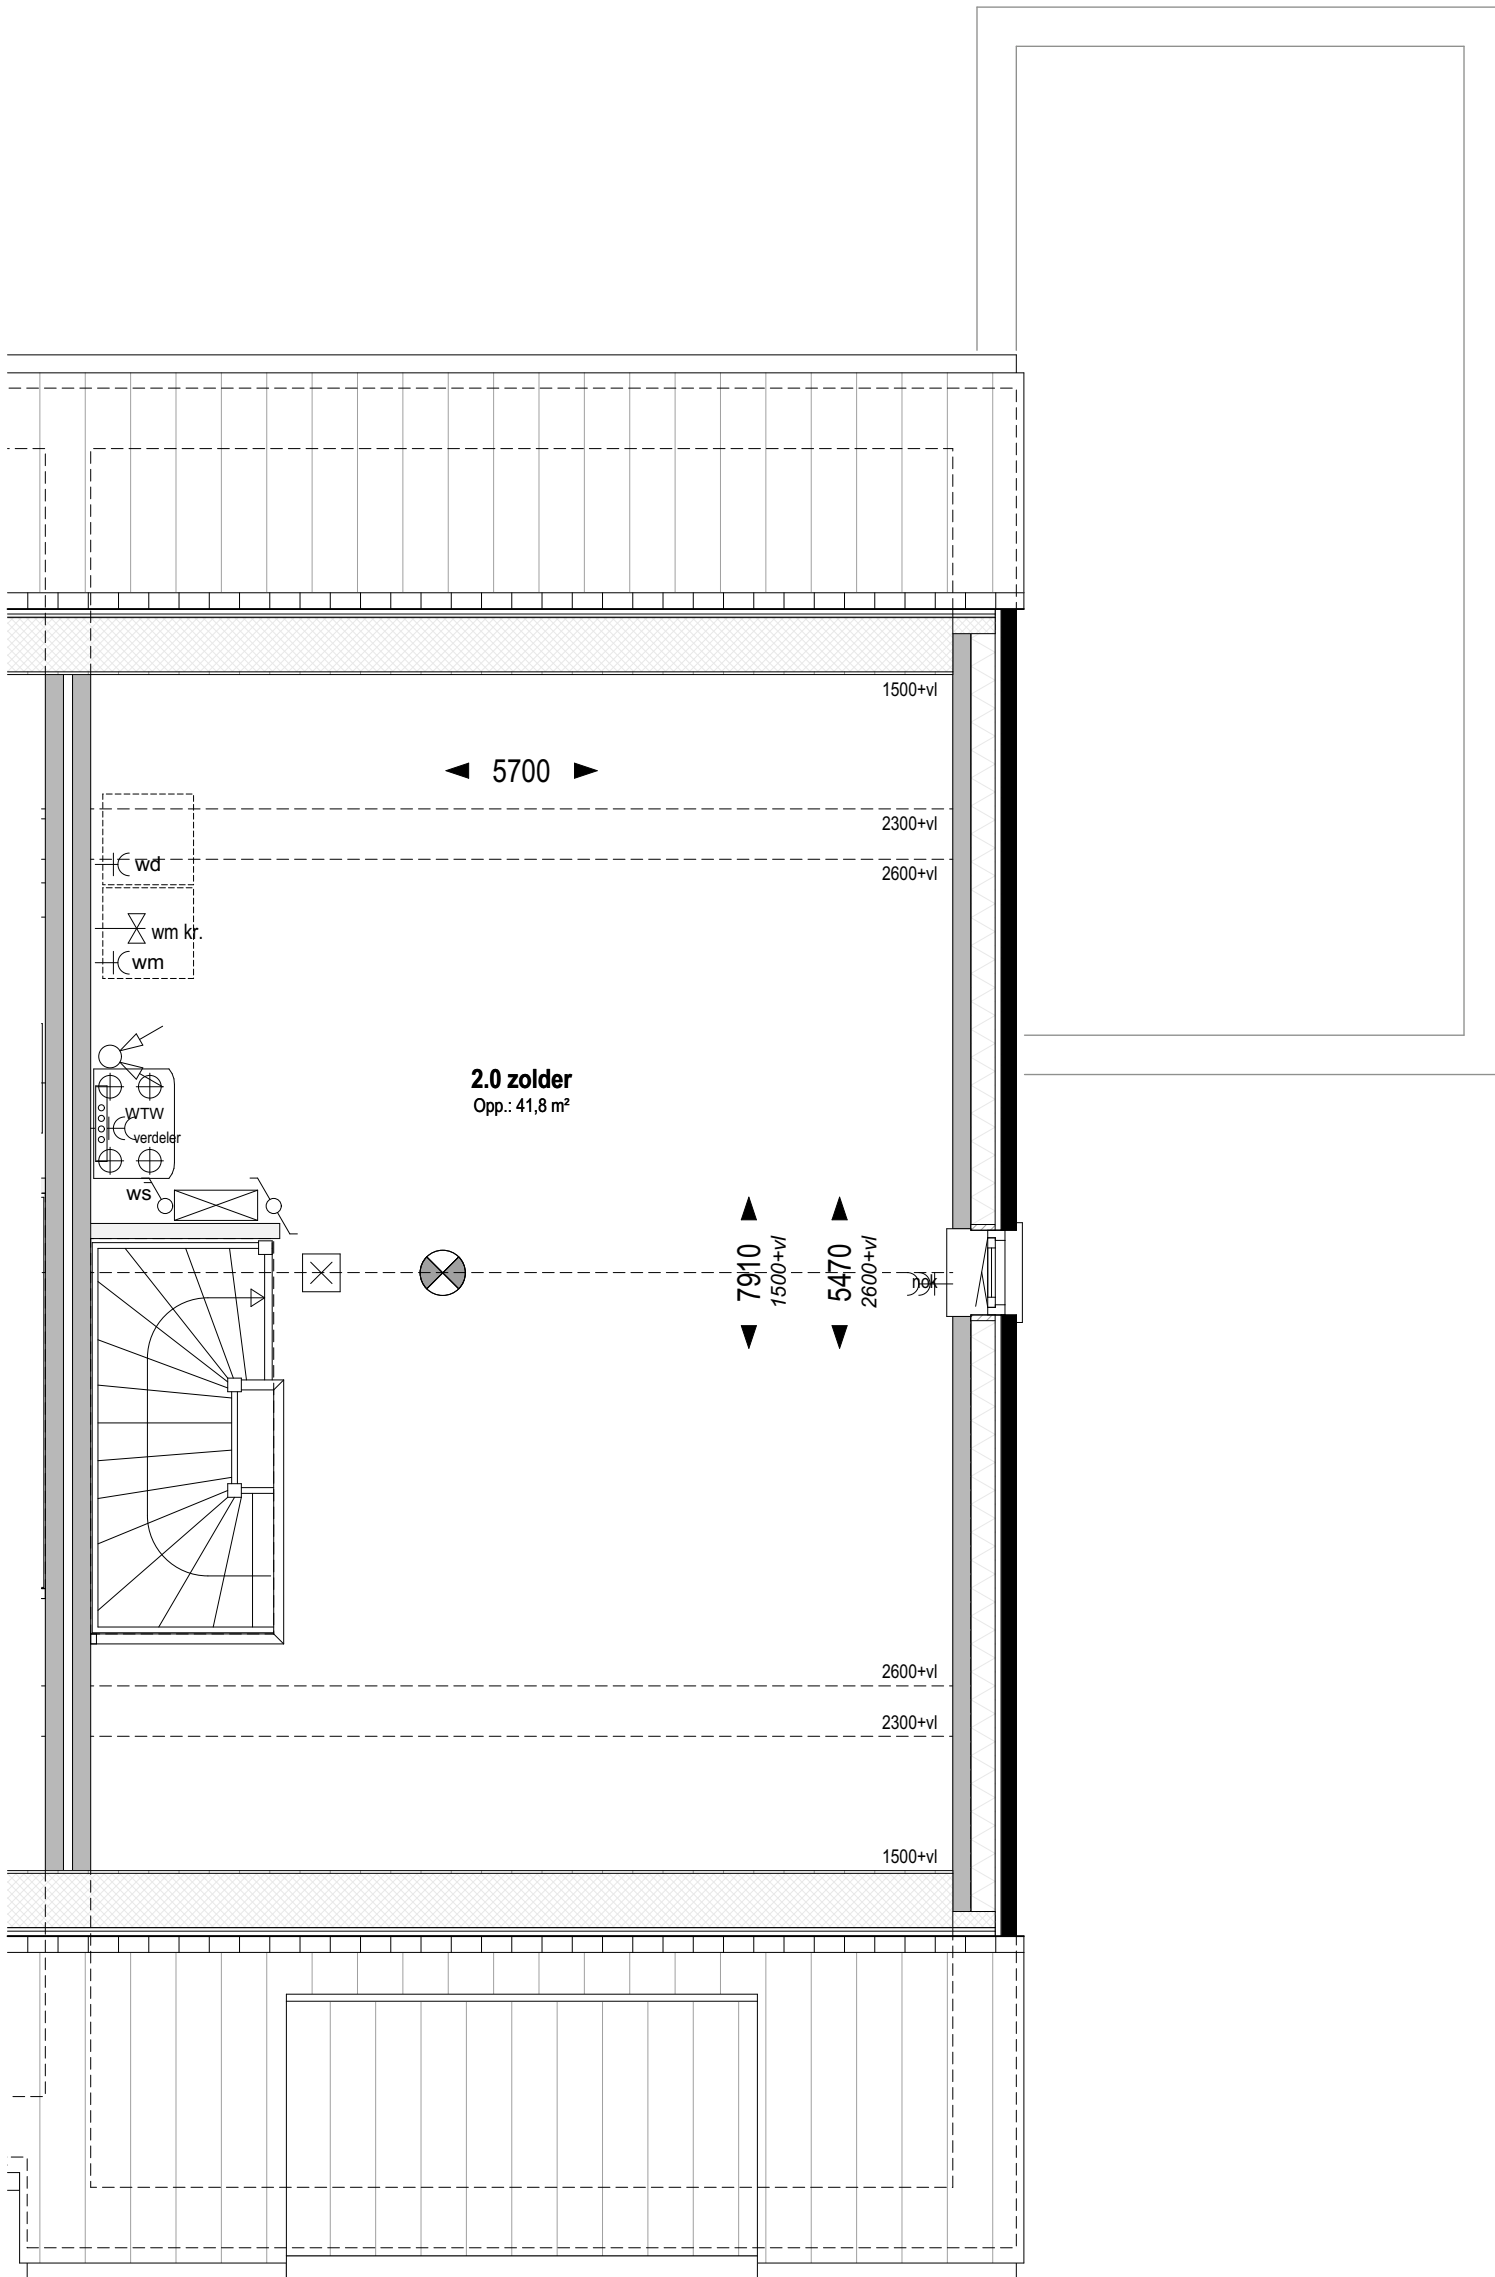 1500+vl
5700
2300+vl
wd
2600+vl
wm kr.
wm
2.0 zolder
Opp.: 41,8 m²
WTW
verdeler
ws
7910
1500+vl
5470
2600+vl
nok
2600+vl
2300+vl
1500+vl